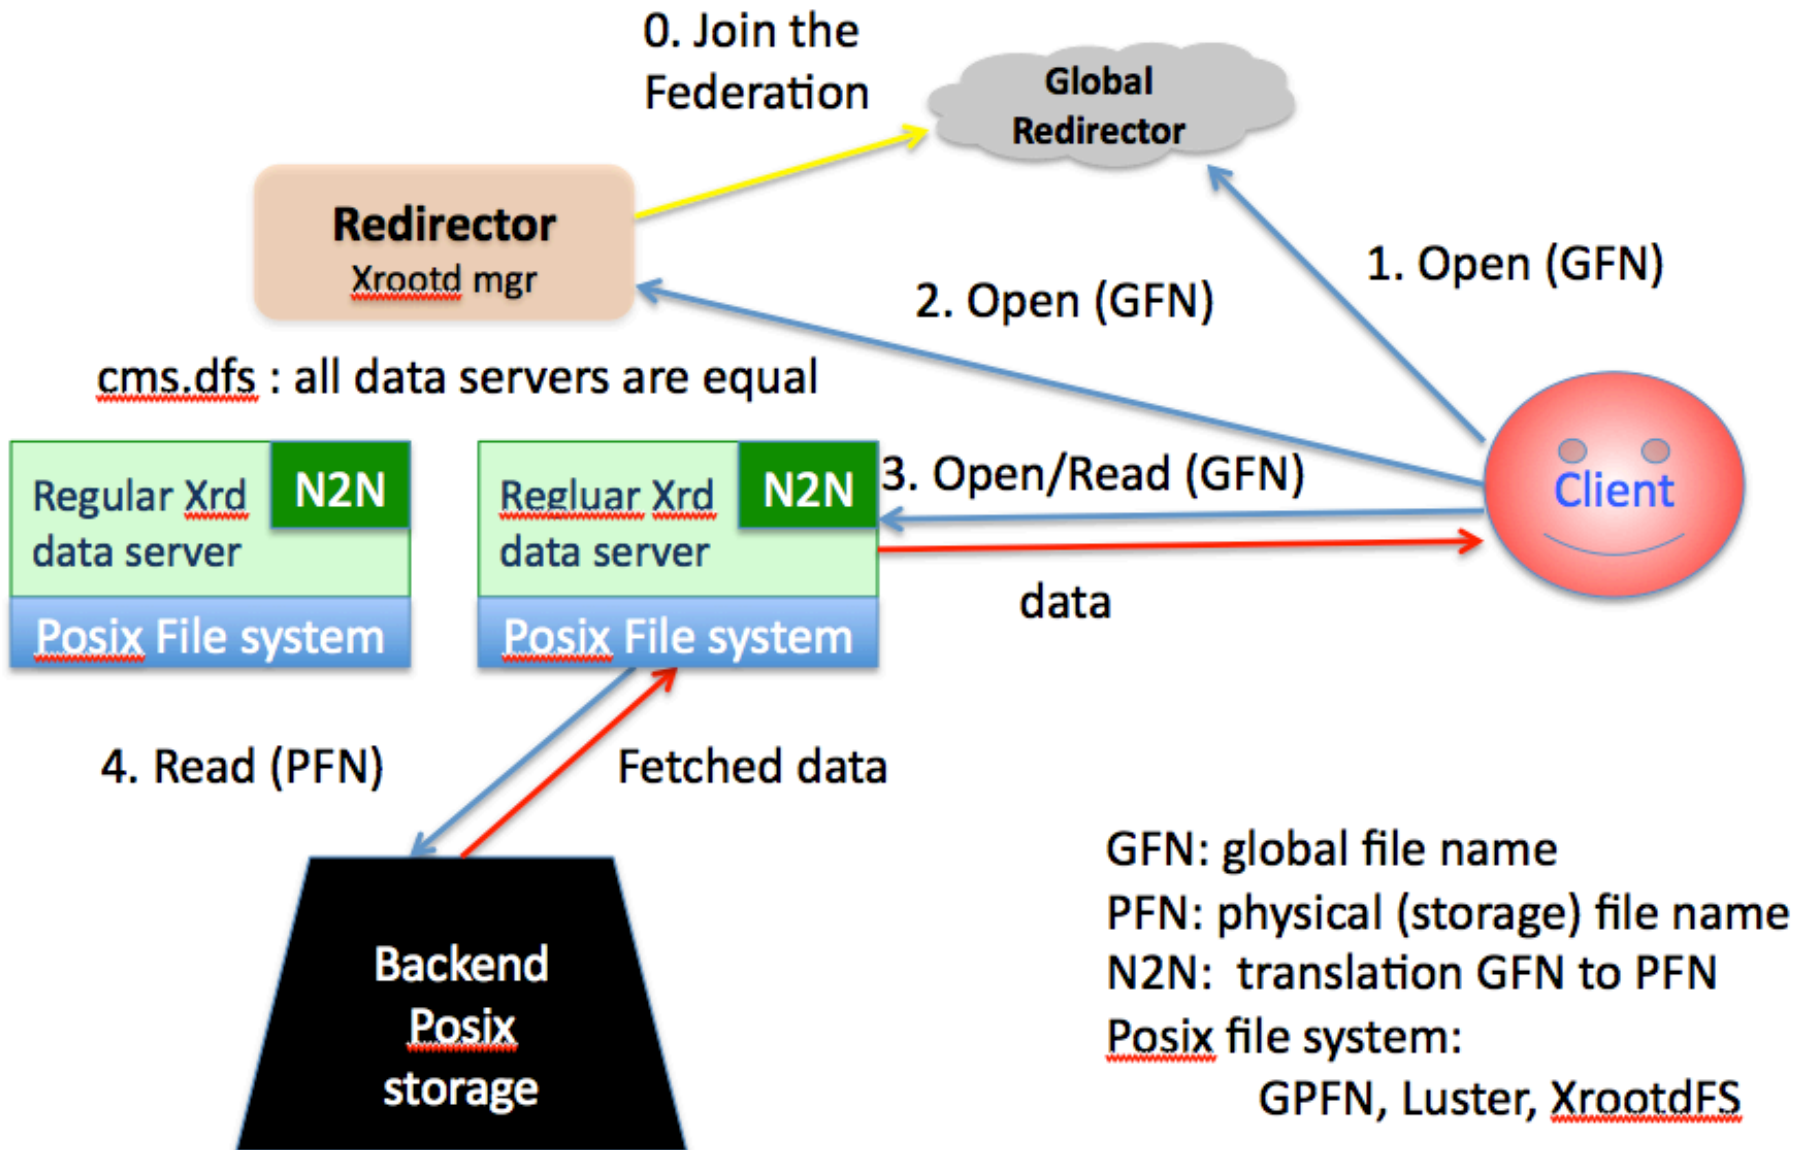 0. Join the
Federation
Global
Redirector
Redirector
Xrootd mgr
1. Open (GFN)
2. Open (GFN)
cms.dfs : all data servers are equal
Regular Xrd
data server
N2N
Posix File system
Regluar Xrd
data server
N2N
Posix File system
3. Open/Read (GFN)
Client
data
4. Read (PFN)
Fetched data
Backend
Posix
storage
GFN: global file name
PFN: physical (storage) file name
N2N: translation GFN to PFN
Posix file system:
GPFN, Luster, XrootdFS